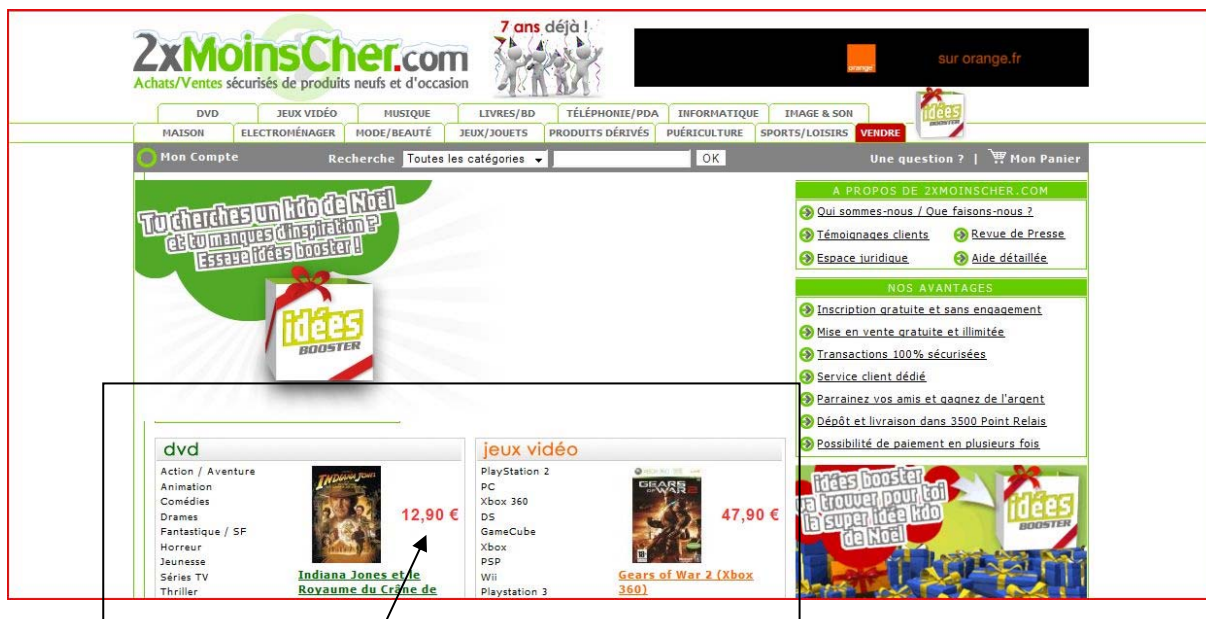 2xMoinsCher.com
Achats/Ventes sécurisés de produits neufs et d'occasion
7 ans déjà !
orange
sur orange.fr
DVD
JEUX VIDÉO
MUSIQUE
LIVRES/BD
TÉLÉPHONIE/PDA
INFORMATIQUE
IMAGE & SON
idées
BOOSTER
MAISON
ELECTROMÉNAGER
MODE/BEAUTÉ
JEUX/JOUETS
PRODUITS DÉRIVÉS
PUÉRICULTURE
SPORTS/LOISIRS
VENDRE
Mon Compte
Recherche
Toutes les catégories
OK
Une question ? |
Mon Panier
Tu cherches un kdo de Noël
et tu manques d'inspiration ?
Essaye idées booster !
idées
BOOSTER
A PROPOS DE 2XMOINSCHER.COM
Qui sommes-nous / Que faisons-nous ?
Témoignages clients
Revue de Presse
Espace juridique
Aide détaillée
NOS AVANTAGES
Inscription gratuite et sans engagement
Mise en vente gratuite et illimitée
Transactions 100% sécurisées
Service client dédié
Parrainez vos amis et gagnez de l'argent
Dépôt et livraison dans 3500 Point Relais
Possibilité de paiement en plusieurs fois
dvd
Action / Aventure
Animation
Comédies
Drames
Fantastique / SF
Horreur
Jeunesse
Séries TV
Thriller
INDIANA JONES
12,90 €
Indiana Jones et le
Royaume du Crâne de
jeux vidéo
PlayStation 2
PC
Xbox 360
DS
GameCube
Xbox
PSP
Wii
Playstation 3
GEARS
OF WAR 2
47,90 €
Gears of War 2 (Xbox
360)
idées booster
va trouver pour toi
la super idée kdo
de Noël
idées
BOOSTER